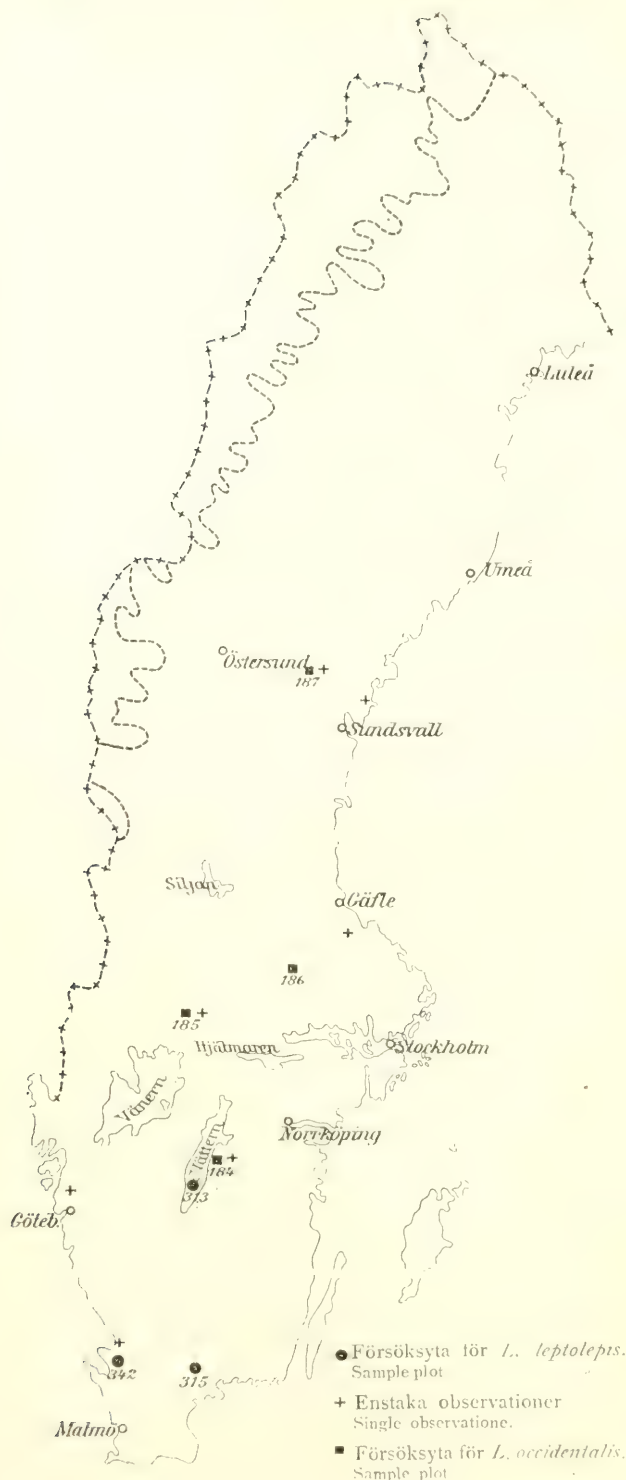 Luleå
Umeå
Östersund
187
Sundsvall
Siljan
Gäfle
186
185
Hjälmaren
Stockholm
Vänern
Norrköping
Vättern
184
313
Göteb.
Försöksyta för L. leptolepis.
Sample plot
342
315
Enstaka observationer
Single observatione.
Malmö
Försöksyta för L. occidentalis.
Sample plot